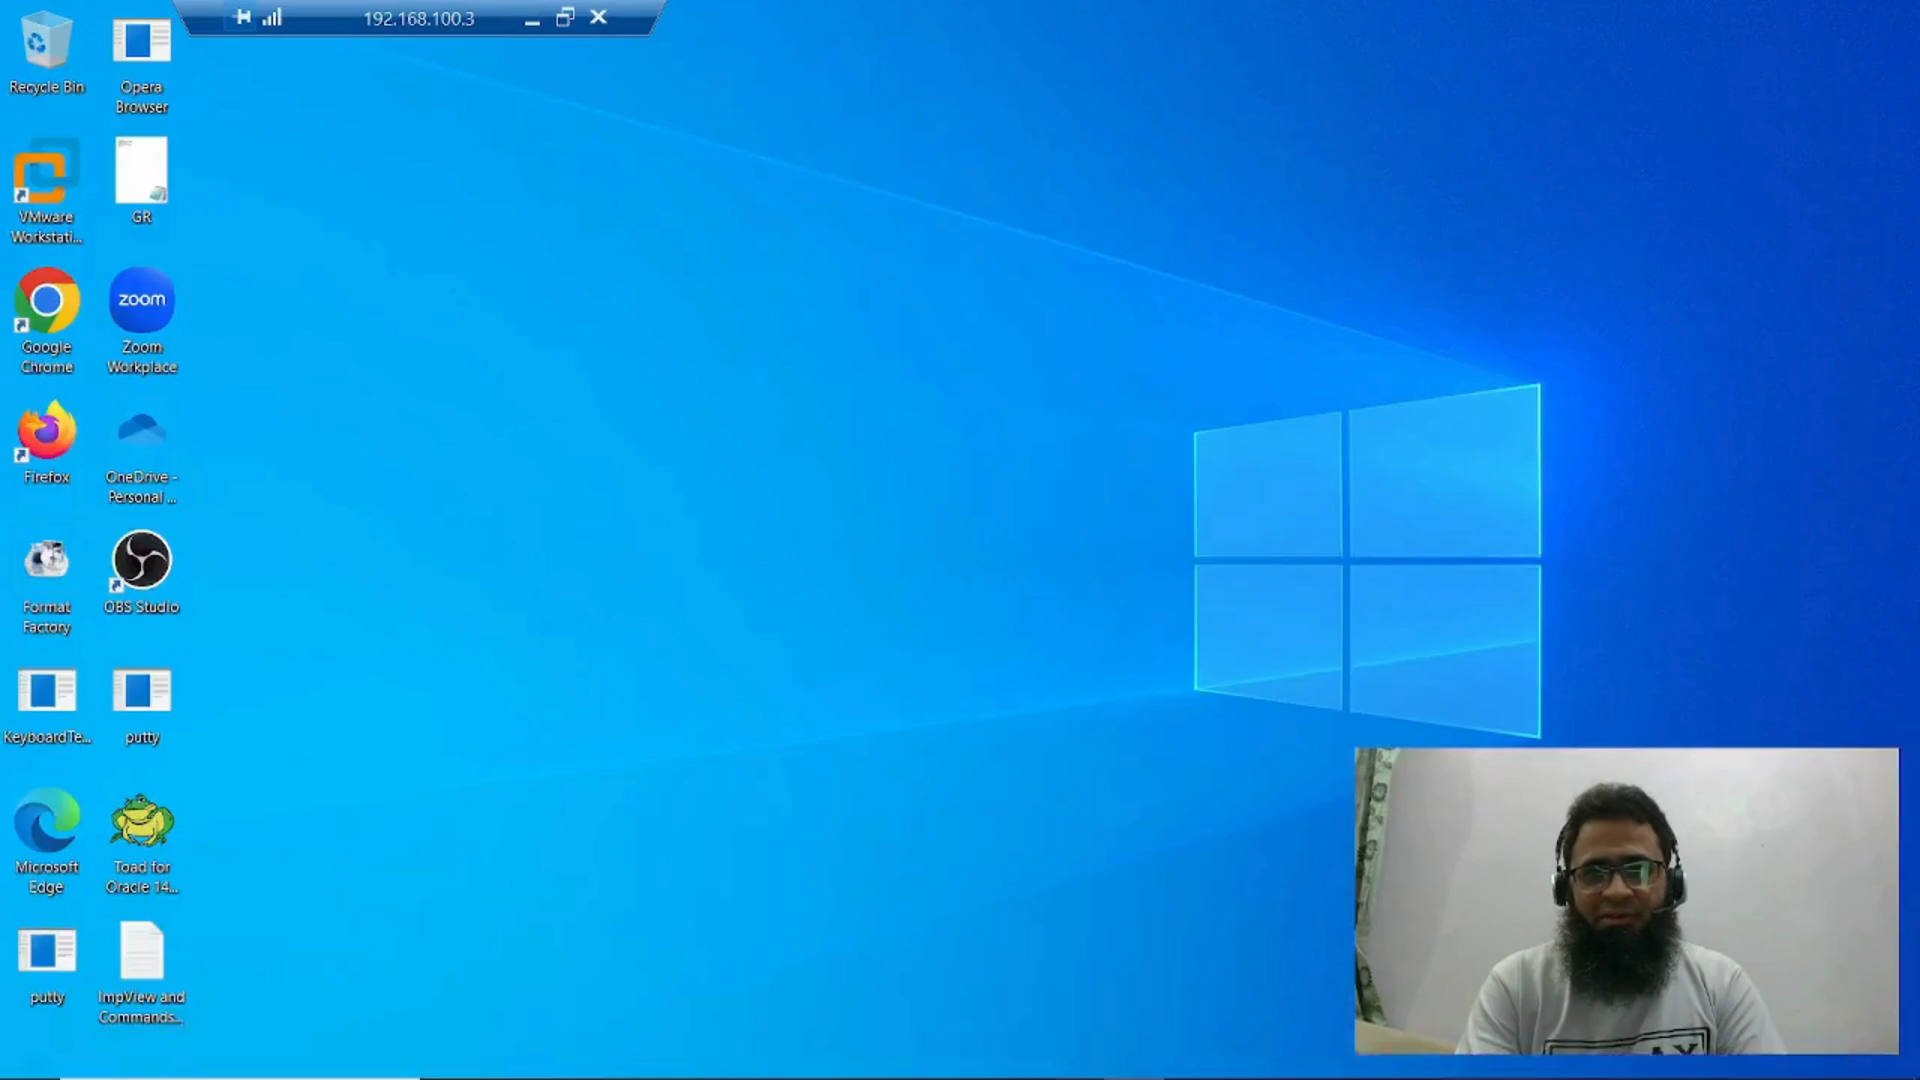 192.168.100.3
Recycle Bin
Opera
Browser
VMware
Workstati...
GR
Google
Chrome
zoom
Zoom
Workplace
Firefox
OneDrive -
Personal ...
Format
Factory
OBS Studio
KeyboardTe...
putty
Microsoft
Edge
Toad for
Oracle 14...
putty
ImpView and
Commands...